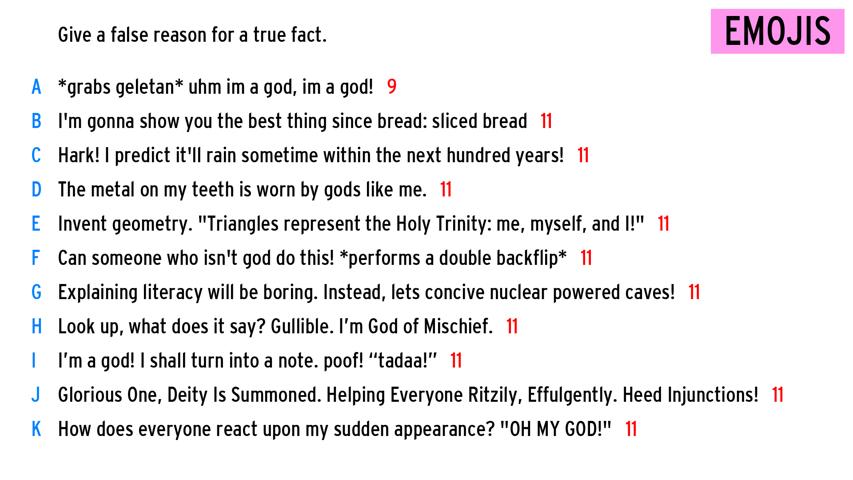 Give a false reason for a true fact.
EMOJIS
A *grabs geletan* uhm im a god, im a god! 9
B I'm gonna show you the best thing since bread: sliced bread 11
C Hark! I predict it'll rain sometime within the next hundred years! 11
D The metal on my teeth is worn by gods like me. 11
E Invent geometry. "Triangles represent the Holy Trinity: me, myself, and I!" 11
F Can someone who isn't god do this! *performs a double backflip* 11
G Explaining literacy will be boring. Instead, lets concive nuclear powered caves! 11
H Look up, what does it say? Gullible. I’m God of Mischief. 11
I I’m a god! I shall turn into a note. poof! “tadaa!” 11
J Glorious One, Deity Is Summoned. Helping Everyone Ritzily, Effulgently. Heed Injunctions! 11
K How does everyone react upon my sudden appearance? "OH MY GOD!" 11